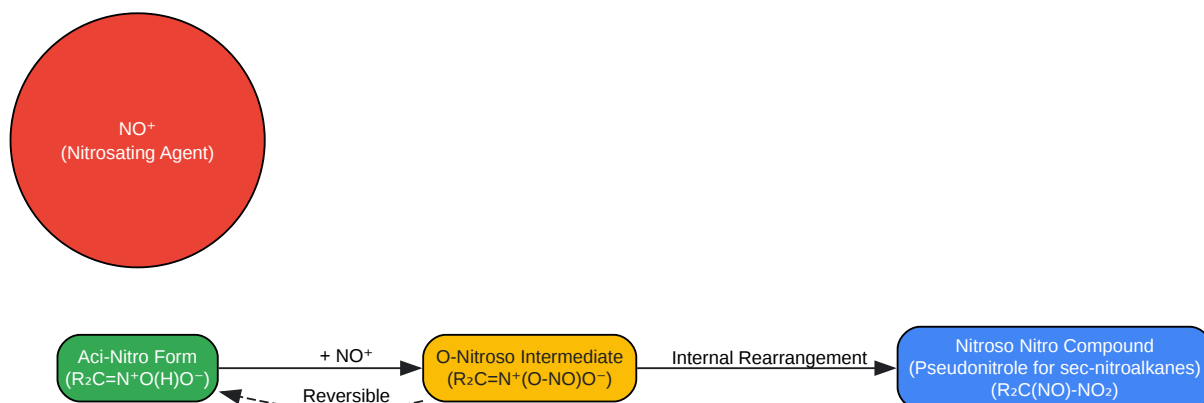 NO⁺
(Nitrosating Agent)
Aci-Nitro Form
(R₂C=N⁺O(H)O⁻)
+ NO⁺
Reversible
O-Nitroso Intermediate
(R₂C=N⁺(O-NO)O⁻)
Internal Rearrangement
Nitroso Nitro Compound
(Pseudonitrole for sec-nitroalkanes)
(R₂C(NO)-NO₂)